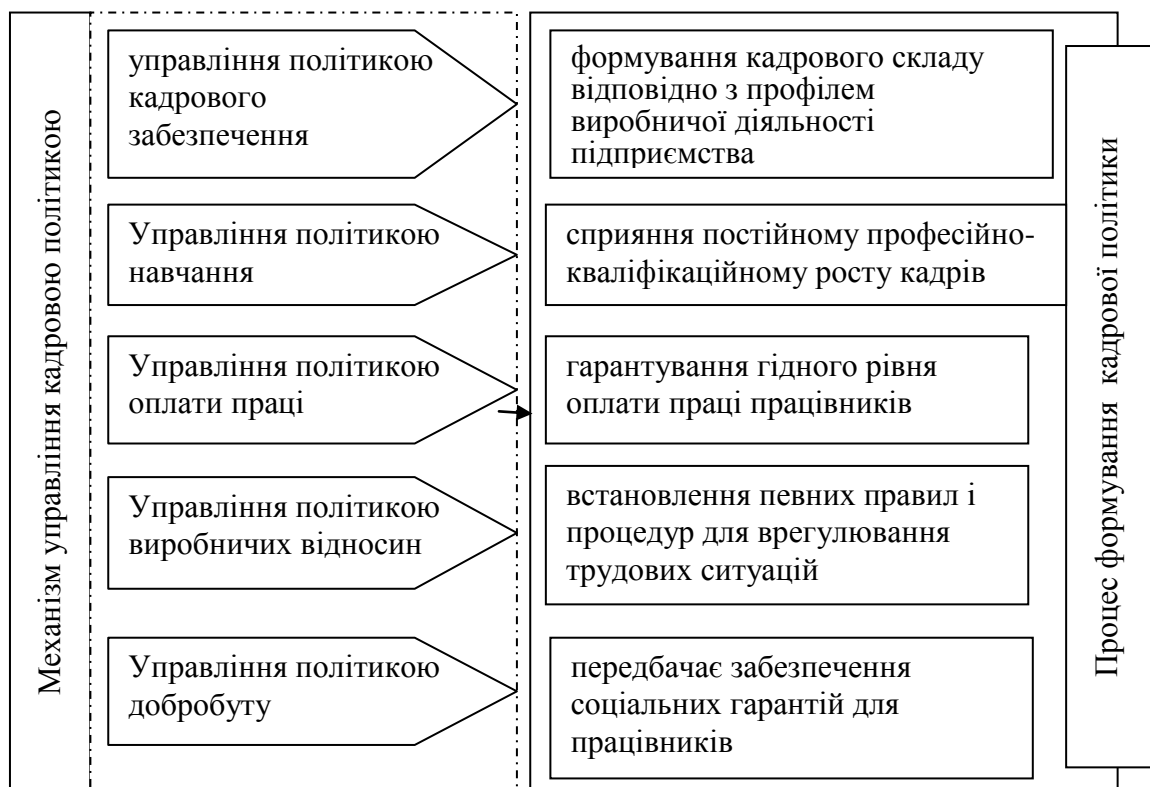 Механізм управління кадровою політикою
управління політикою
кадрового
забезпечення
формування кадрового складу
відповідно з профілем
виробничої діяльності
підприємства
Управління політикою
навчання
сприяння постійному професійно-
кваліфікаційному росту кадрів
Управління політикою
оплати праці
гарантування гідного рівня
оплати праці працівників
Управління політикою
виробничих відносин
встановлення певних правил і
процедур для врегулювання
трудових ситуацій
Управління політикою
добробуту
передбачає забезпечення
соціальних гарантій для
працівників
Процес формування кадрової політики